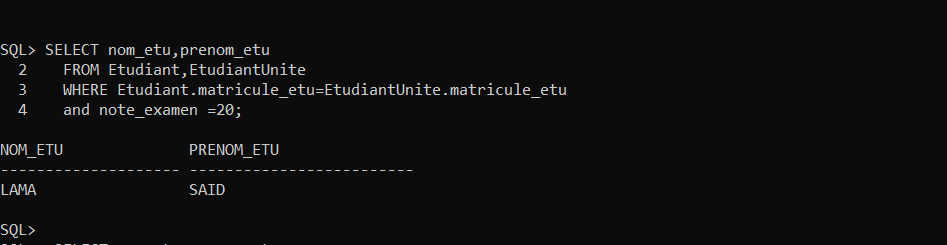 SQL> SELECT nom_etu,prenom_etu
  2    FROM Etudiant,EtudiantUnite
  3    WHERE Etudiant.matricule_etu=EtudiantUnite.matricule_etu
  4    and note_examen =20;
NOM_ETU              PRENOM_ETU
-------------------- -------------------------
LAMA                 SAID
SQL>